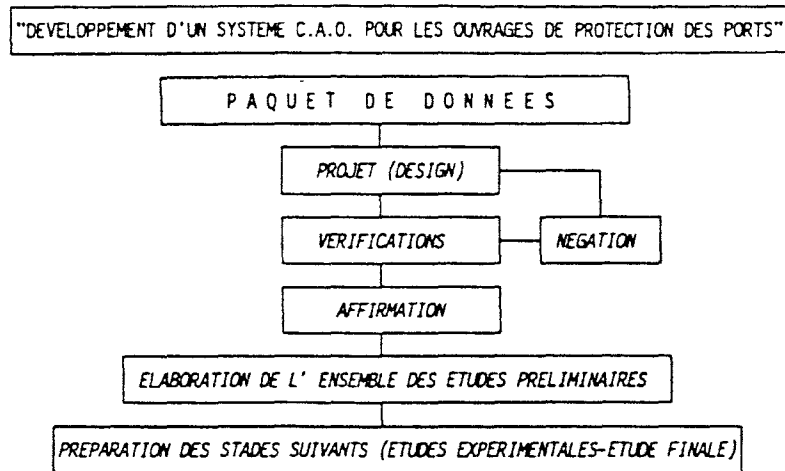 "DEVELOPPEMENT D'UN SYSTEME C.A.O. POUR LES OUVRAGES DE PROTECTION DES PORTS"
PAQUET DE DONNEES
PROJET (DESIGN)
VERIFICATIONS
NEGATION
AFFIRMATION
ELABORATION DE L' ENSEMBLE DES ETUDES PRELIMINAIRES
PREPARATION DES STADES SUIVANTS (ETUDES EXPERIMENTALES-ETUDE FINALE)